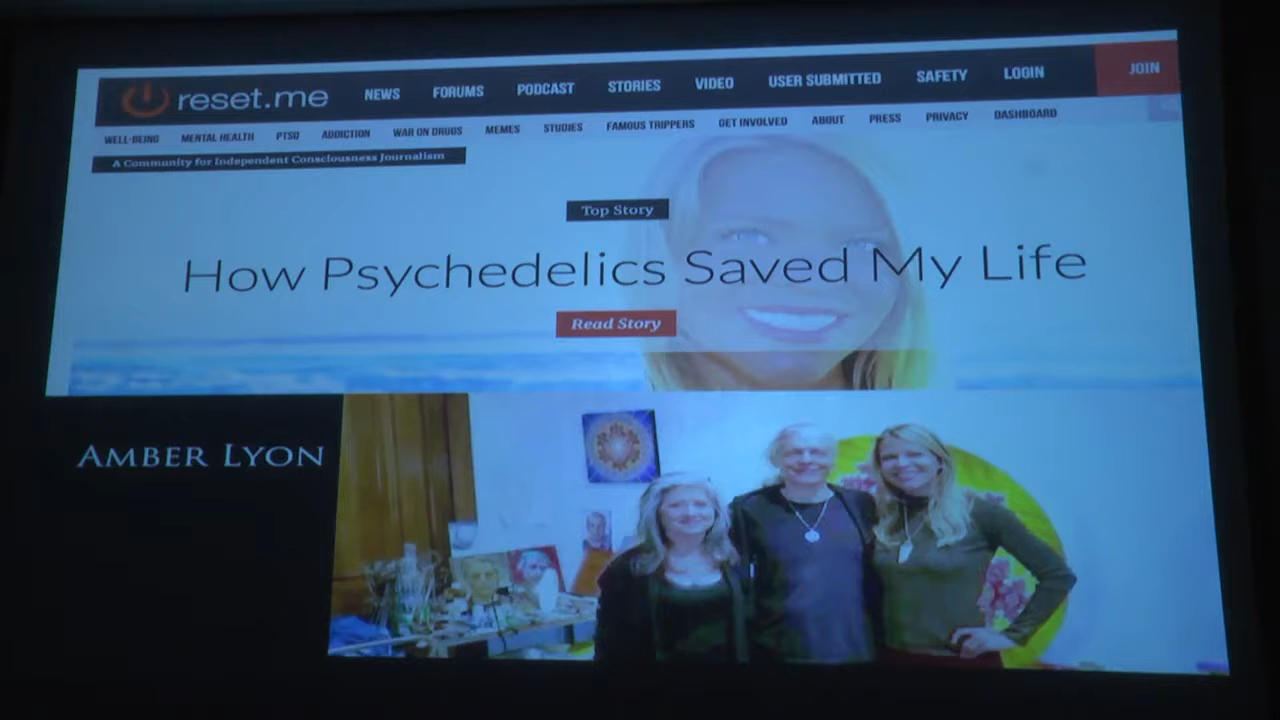 reset.me NEWS FORUMS PODCAST STORIES VIDEO USER SUBMITTED SAFETY LOGIN JOIN
WELL-BEING MENTAL HEALTH PTSD ADDICTION WAR ON DRUGS MEMES STUDIES FAMOUS TRIPPERS GET INVOLVED ABOUT PRESS PRIVACY DASHBOARD
A Community for Independent Consciousness Journalism
Top Story
How Psychedelics Saved My Life
Read Story
AMBER LYON